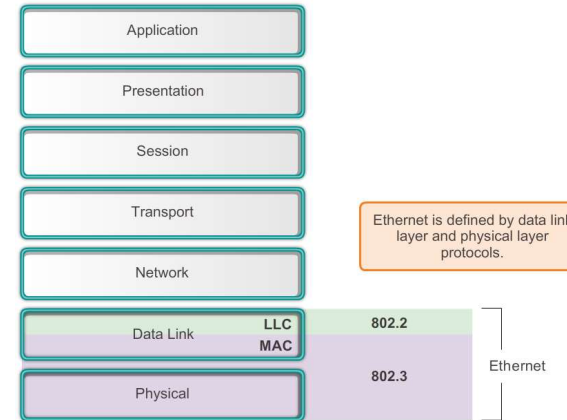 Application
Presentation
Session
Transport
Ethernet is defined by data link
layer and physical layer
protocols.
Network
Data Link
LLC
MAC
802.2
802.3
Ethernet
Physical